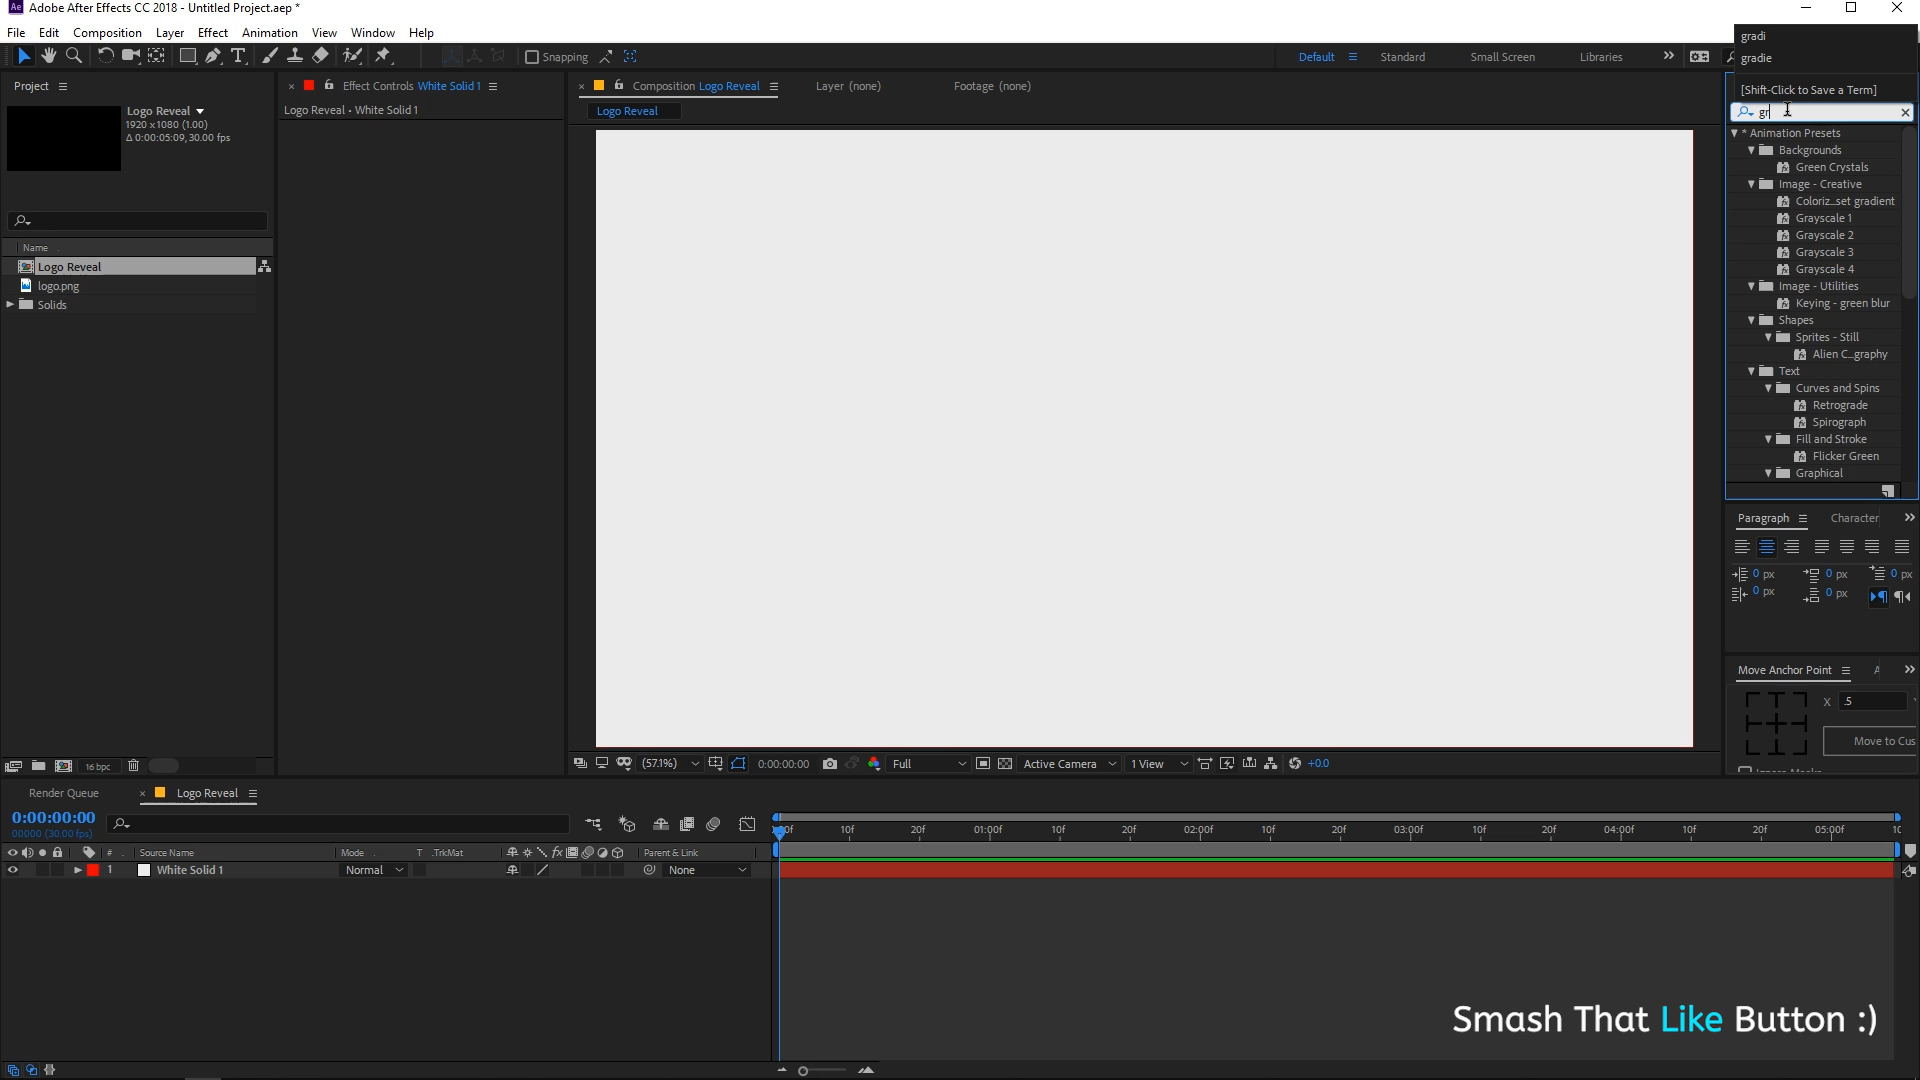 Adobe After Effects CC 2018 - Untitled Project.aep *
File Edit Composition Layer Effect Animation View Window Help
Snapping
Default Standard Small Screen Libraries
gradi
gradie
[Shift-Click to Save a Term]
gr
Project
Logo Reveal
1920 x 1080 (1.00)
Δ 0:00:05:09, 30.00 fps
Name
Logo Reveal
logo.png
Solids
16 bpc
Effect Controls White Solid 1
Logo Reveal • White Solid 1
Composition Logo Reveal
Layer (none)
Footage (none)
Logo Reveal
(57.1%) 0:00:00:00 Full Active Camera 1 View +0.0
* Animation Presets
Backgrounds
Green Crystals
Image - Creative
Coloriz...set gradient
Grayscale 1
Grayscale 2
Grayscale 3
Grayscale 4
Image - Utilities
Keying - green blur
Shapes
Sprites - Still
Alien C...graphy
Text
Curves and Spins
Retrograde
Spirograph
Fill and Stroke
Flicker Green
Graphical
Paragraph Character
0 px 0 px 0 px
0 px 0 px
Move Anchor Point A
X .5
Move to Cus
Render Queue Logo Reveal
0:00:00:00
00000 (30.00 fps)
# Source Name Mode T .TrkMat Parent & Link
1 White Solid 1 Normal None
10f 20f 01:00f 10f 20f 02:00f 10f 20f 03:00f 10f 20f 04:00f 10f 20f 05:00f
Smash That Like Button :)